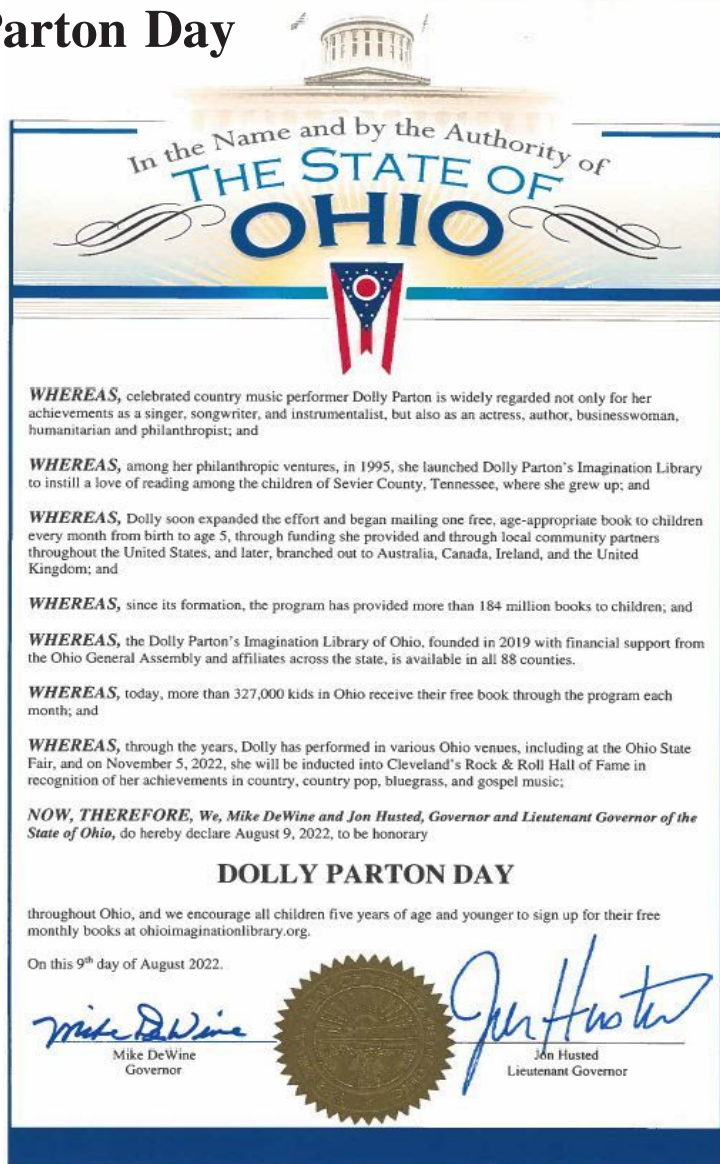 Parton Day
In the Name and by the Authority of
THE STATE OF
OHIO
WHEREAS, celebrated country music performer Dolly Parton is widely regarded not only for her
achievements as a singer, songwriter, and instrumentalist, but also as an actress, author, businesswoman,
humanitarian and philanthropist; and
WHEREAS, among her philanthropic ventures, in 1995, she launched Dolly Parton's Imagination Library
to instill a love of reading among the children of Sevier County, Tennessee, where she grew up; and
WHEREAS, Dolly soon expanded the effort and began mailing one free, age-appropriate book to children
every month from birth to age 5, through funding she provided and through local community partners
throughout the United States, and later, branched out to Australia, Canada, Ireland, and the United
Kingdom; and
WHEREAS, since its formation, the program has provided more than 184 million books to children; and
WHEREAS, the Dolly Parton's Imagination Library of Ohio, founded in 2019 with financial support from
the Ohio General Assembly and affiliates across the state, is available in all 88 counties.
WHEREAS, today, more than 327,000 kids in Ohio receive their free book through the program each
month; and
WHEREAS, through the years, Dolly has performed in various Ohio venues, including at the Ohio State
Fair, and on November 5, 2022, she will be inducted into Cleveland's Rock & Roll Hall of Fame in
recognition of her achievements in country, country pop, bluegrass, and gospel music;
NOW, THEREFORE, We, Mike DeWine and Jon Husted, Governor and Lieutenant Governor of the
State of Ohio, do hereby declare August 9, 2022, to be honorary
DOLLY PARTON DAY
throughout Ohio, and we encourage all children five years of age and younger to sign up for their free
monthly books at ohioimaginationlibrary.org.
On this 9th day of August 2022.
Mike DeWine
Jon Husted
Mike DeWine
Governor
Jon Husted
Lieutenant Governor